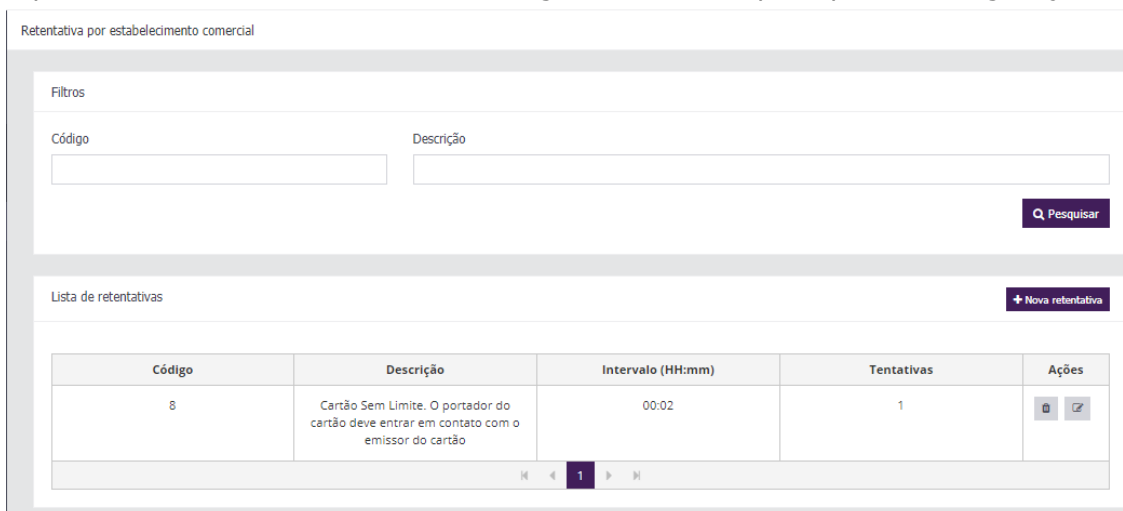 Retentativa por estabelecimento comercial
Filtros
Código
Descrição
Pesquisar
Lista de retentativas
Nova retentativa
Código Descrição Intervalo (HH:mm) Tentativas Ações
8 Cartão Sem Limite. O portador do 00:02 1
cartão deve entrar em contato com o
emissor do cartão
1